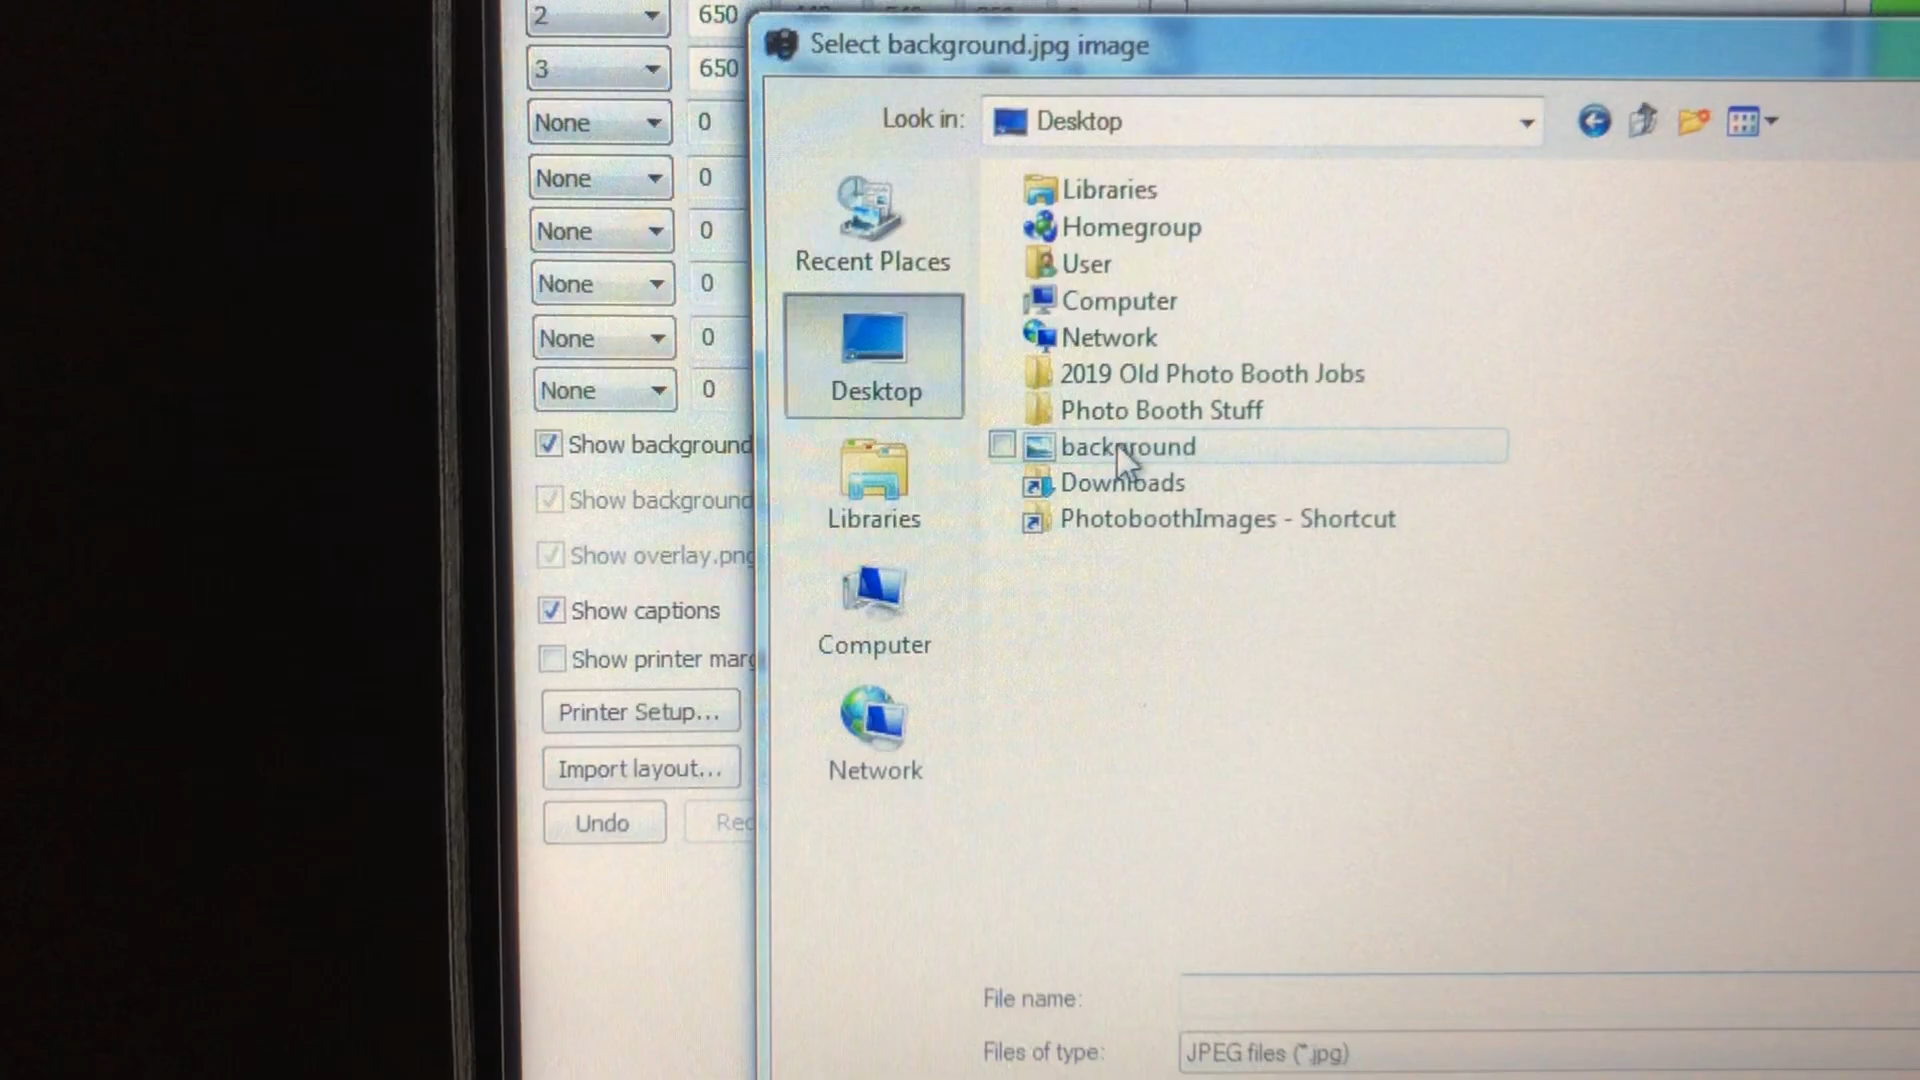 2 650
3 650
None 0
None 0
None 0
None 0
None 0
None 0
Show background
Show background
Show overlay.png
Show captions
Show printer marg
Printer Setup...
Import layout...
Undo Red
Select background.jpg image
Look in: Desktop
Recent Places
Desktop
Libraries
Computer
Network
Libraries
Homegroup
User
Computer
Network
2019 Old Photo Booth Jobs
Photo Booth Stuff
background
Downloads
PhotoboothImages - Shortcut
File name:
Files of type: JPEG files (*.jpg)